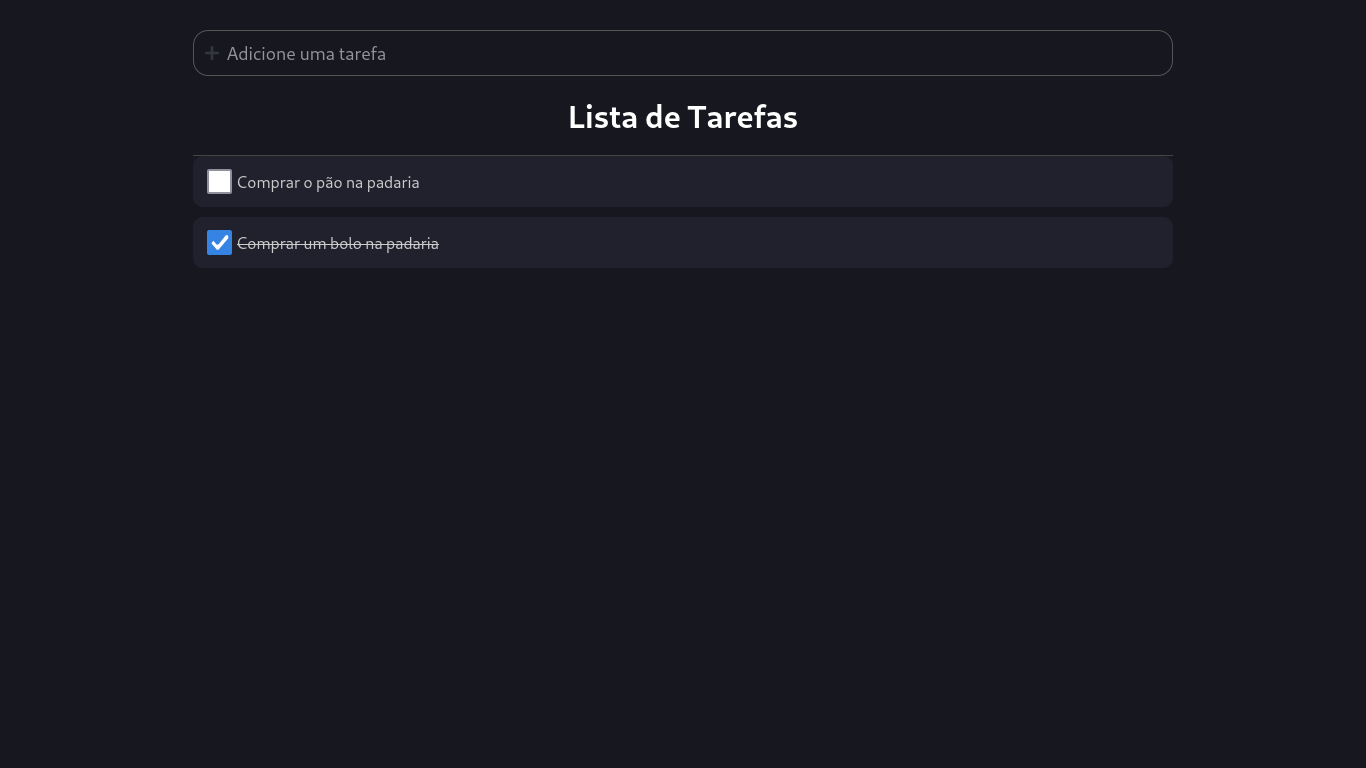 Adicione uma tarefa
Lista de Tarefas
Comprar o pão na padaria
Comprar um bolo na padaria